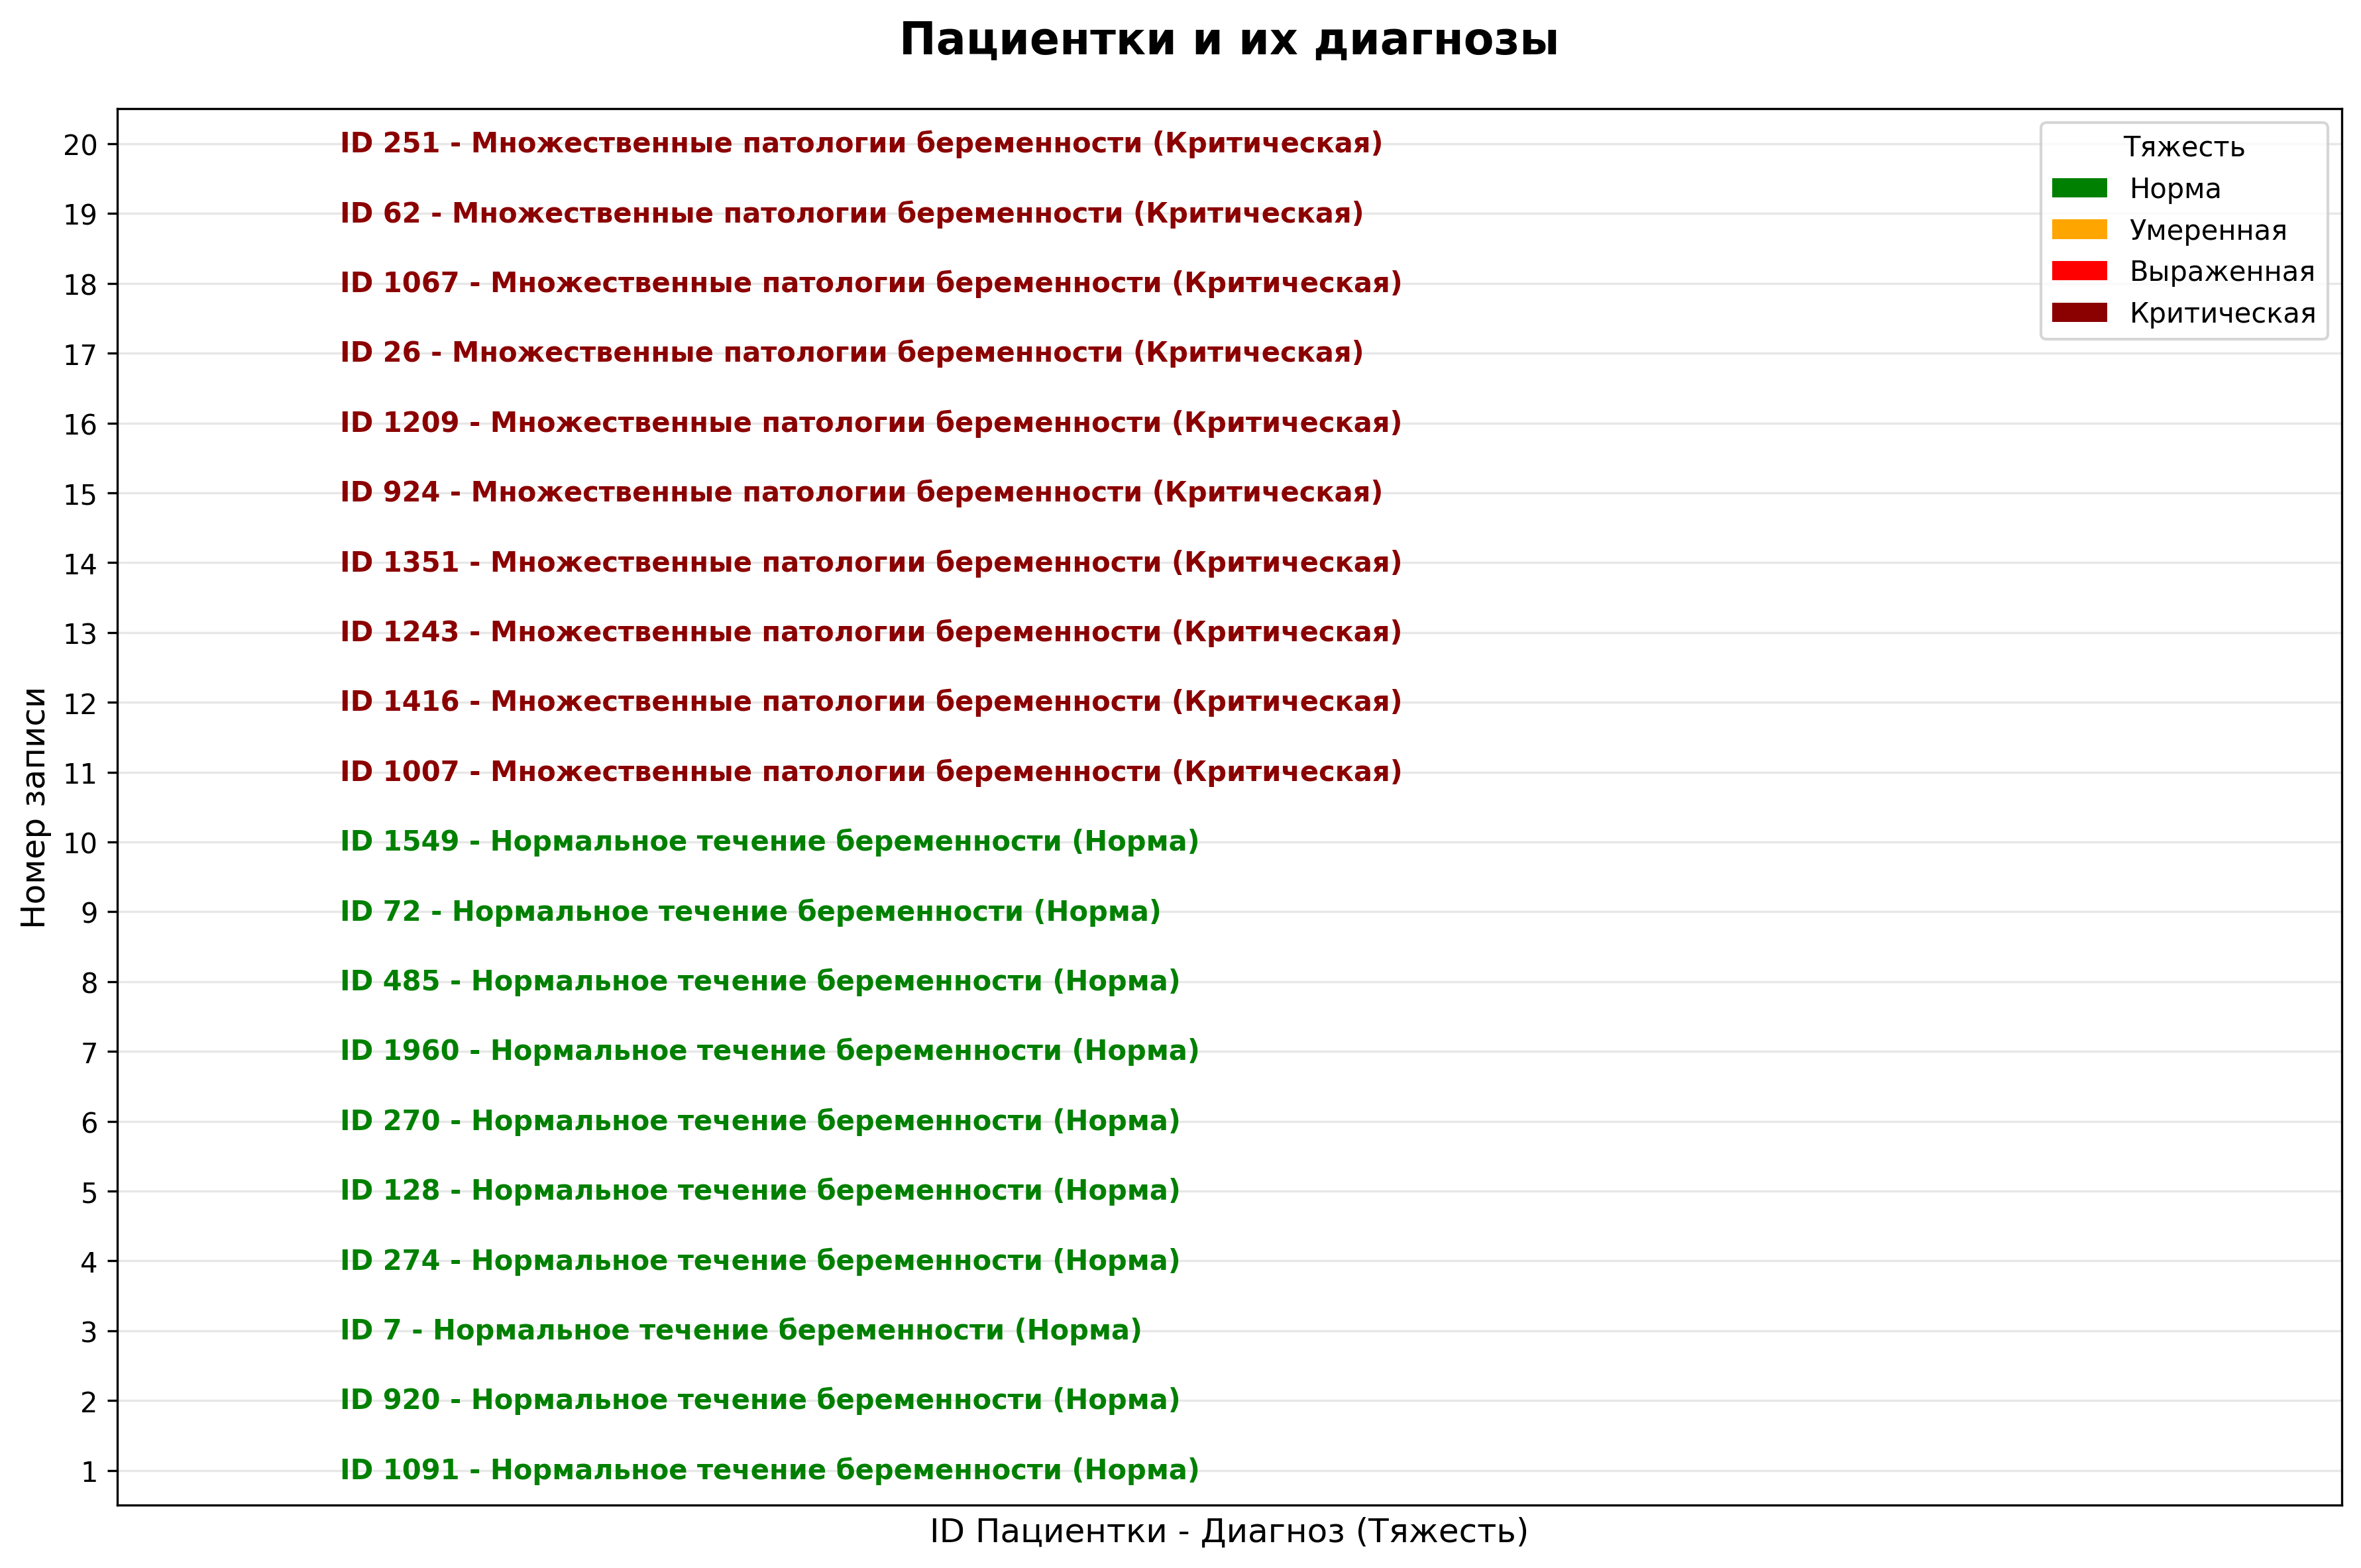 Пациентки и их диагнозы
20 ID 251 - Множественные патологии беременности (Критическая)
19 ID 62 - Множественные патологии беременности (Критическая)
18 ID 1067 - Множественные патологии беременности (Критическая)
17 ID 26 - Множественные патологии беременности (Критическая)
16 ID 1209 - Множественные патологии беременности (Критическая)
15 ID 924 - Множественные патологии беременности (Критическая)
14 ID 1351 - Множественные патологии беременности (Критическая)
13 ID 1243 - Множественные патологии беременности (Критическая)
12 ID 1416 - Множественные патологии беременности (Критическая)
11 ID 1007 - Множественные патологии беременности (Критическая)
10 ID 1549 - Нормальное течение беременности (Норма)
9 ID 72 - Нормальное течение беременности (Норма)
8 ID 485 - Нормальное течение беременности (Норма)
7 ID 1960 - Нормальное течение беременности (Норма)
6 ID 270 - Нормальное течение беременности (Норма)
5 ID 128 - Нормальное течение беременности (Норма)
4 ID 274 - Нормальное течение беременности (Норма)
3 ID 7 - Нормальное течение беременности (Норма)
2 ID 920 - Нормальное течение беременности (Норма)
1 ID 1091 - Нормальное течение беременности (Норма)
Номер записи
ID Пациентки - Диагноз (Тяжесть)
Тяжесть
Норма
Умеренная
Выраженная
Критическая